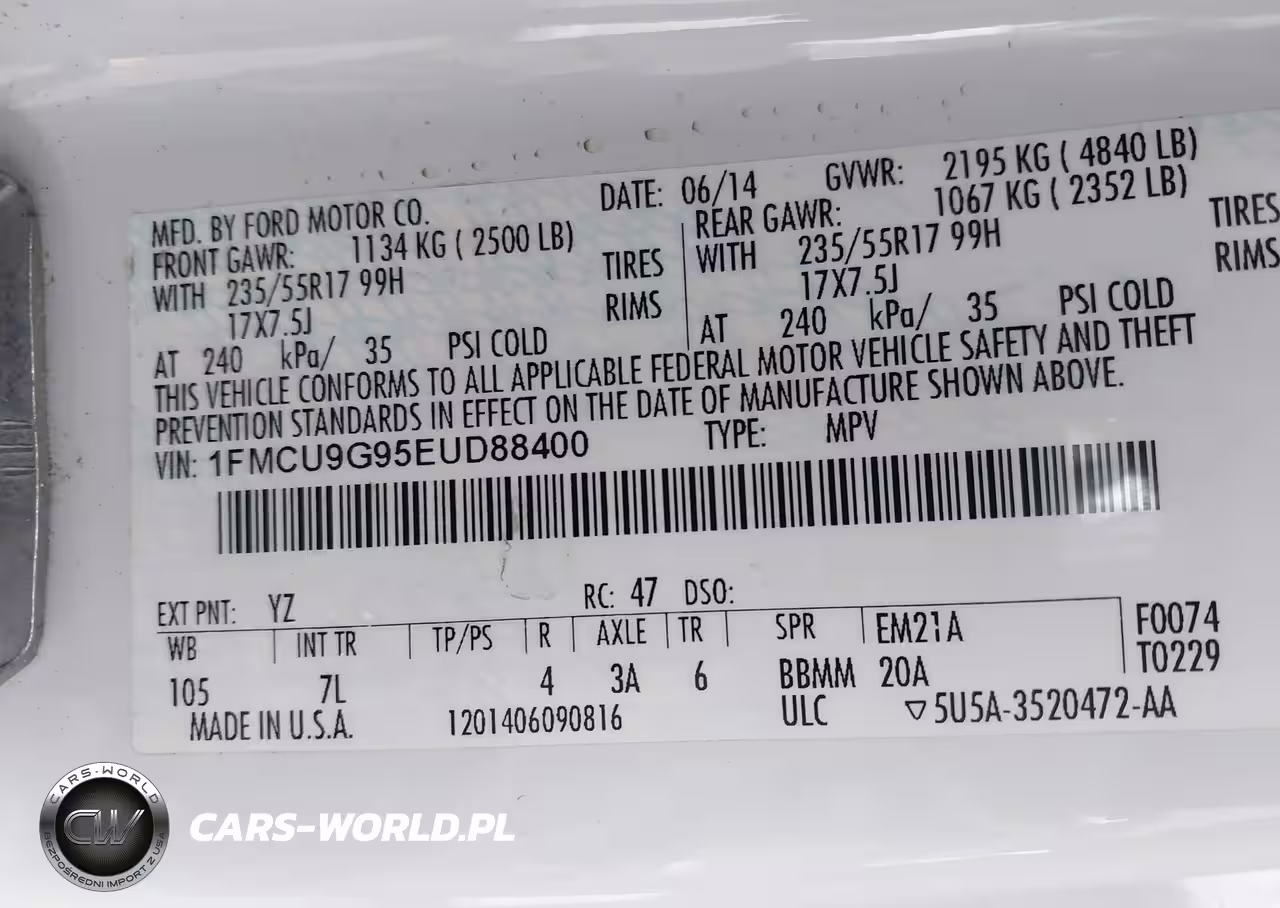 MFD. BY FORD MOTOR CO. DATE: 06/14 GVWR: 2195 KG ( 4840 LB)
FRONT GAWR: 1134 KG ( 2500 LB) REAR GAWR: 1067 KG ( 2352 LB)
WITH 235/55R17 99H TIRES WITH 235/55R17 99H TIRES
17X7.5J RIMS 17X7.5J RIMS
AT 240 kPa/ 35 PSI COLD AT 240 kPa/ 35 PSI COLD
THIS VEHICLE CONFORMS TO ALL APPLICABLE FEDERAL MOTOR VEHICLE SAFETY AND THEFT
PREVENTION STANDARDS IN EFFECT ON THE DATE OF MANUFACTURE SHOWN ABOVE.
VIN: 1FMCU9G95EUD88400 TYPE: MPV
EXT PNT: YZ RC: 47 DSO:
WB INT TR TP/PS R AXLE TR SPR EM21A F0074
105 7L 4 3A 6 BBMM 20A T0229
MADE IN U.S.A. 1201406090816 ULC ▽5U5A-3520472-AA
CARS-WORLD
CW
BEZPOŚREDNI IMPORT Z USA
CARS-WORLD.PL